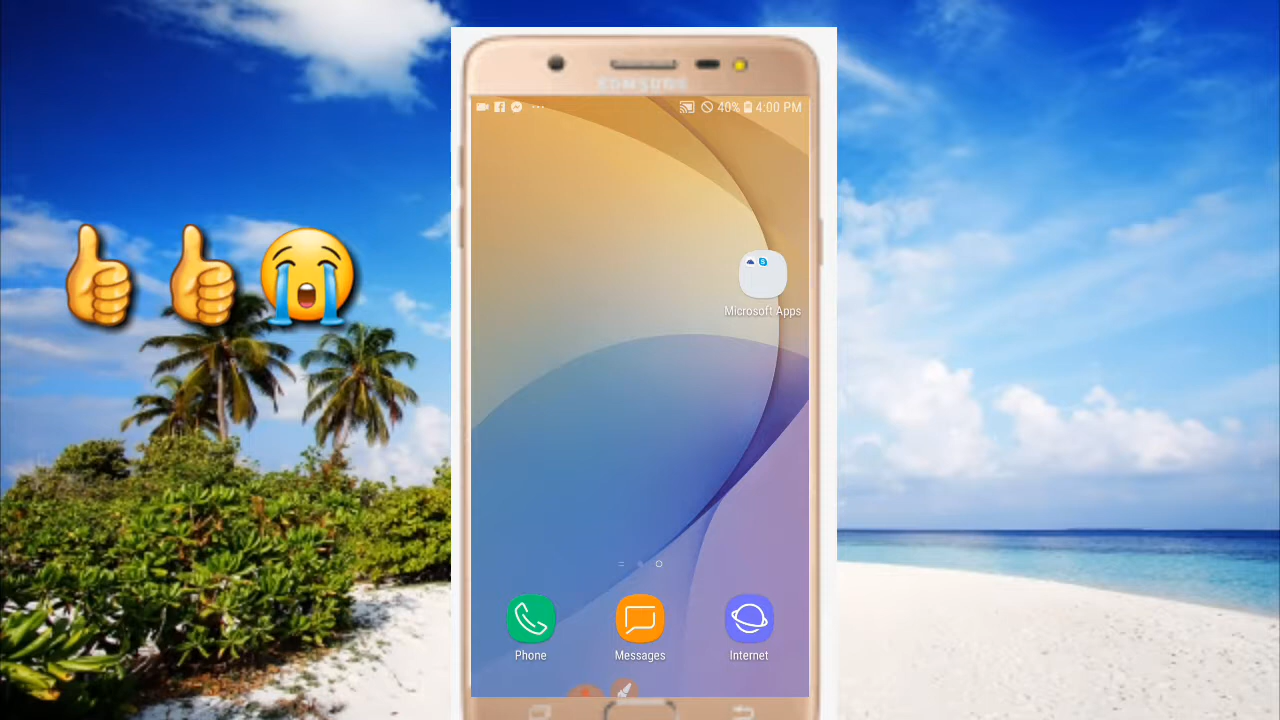 SAMSUNG
40% 4:00 PM
Microsoft Apps
Phone
Messages
Internet